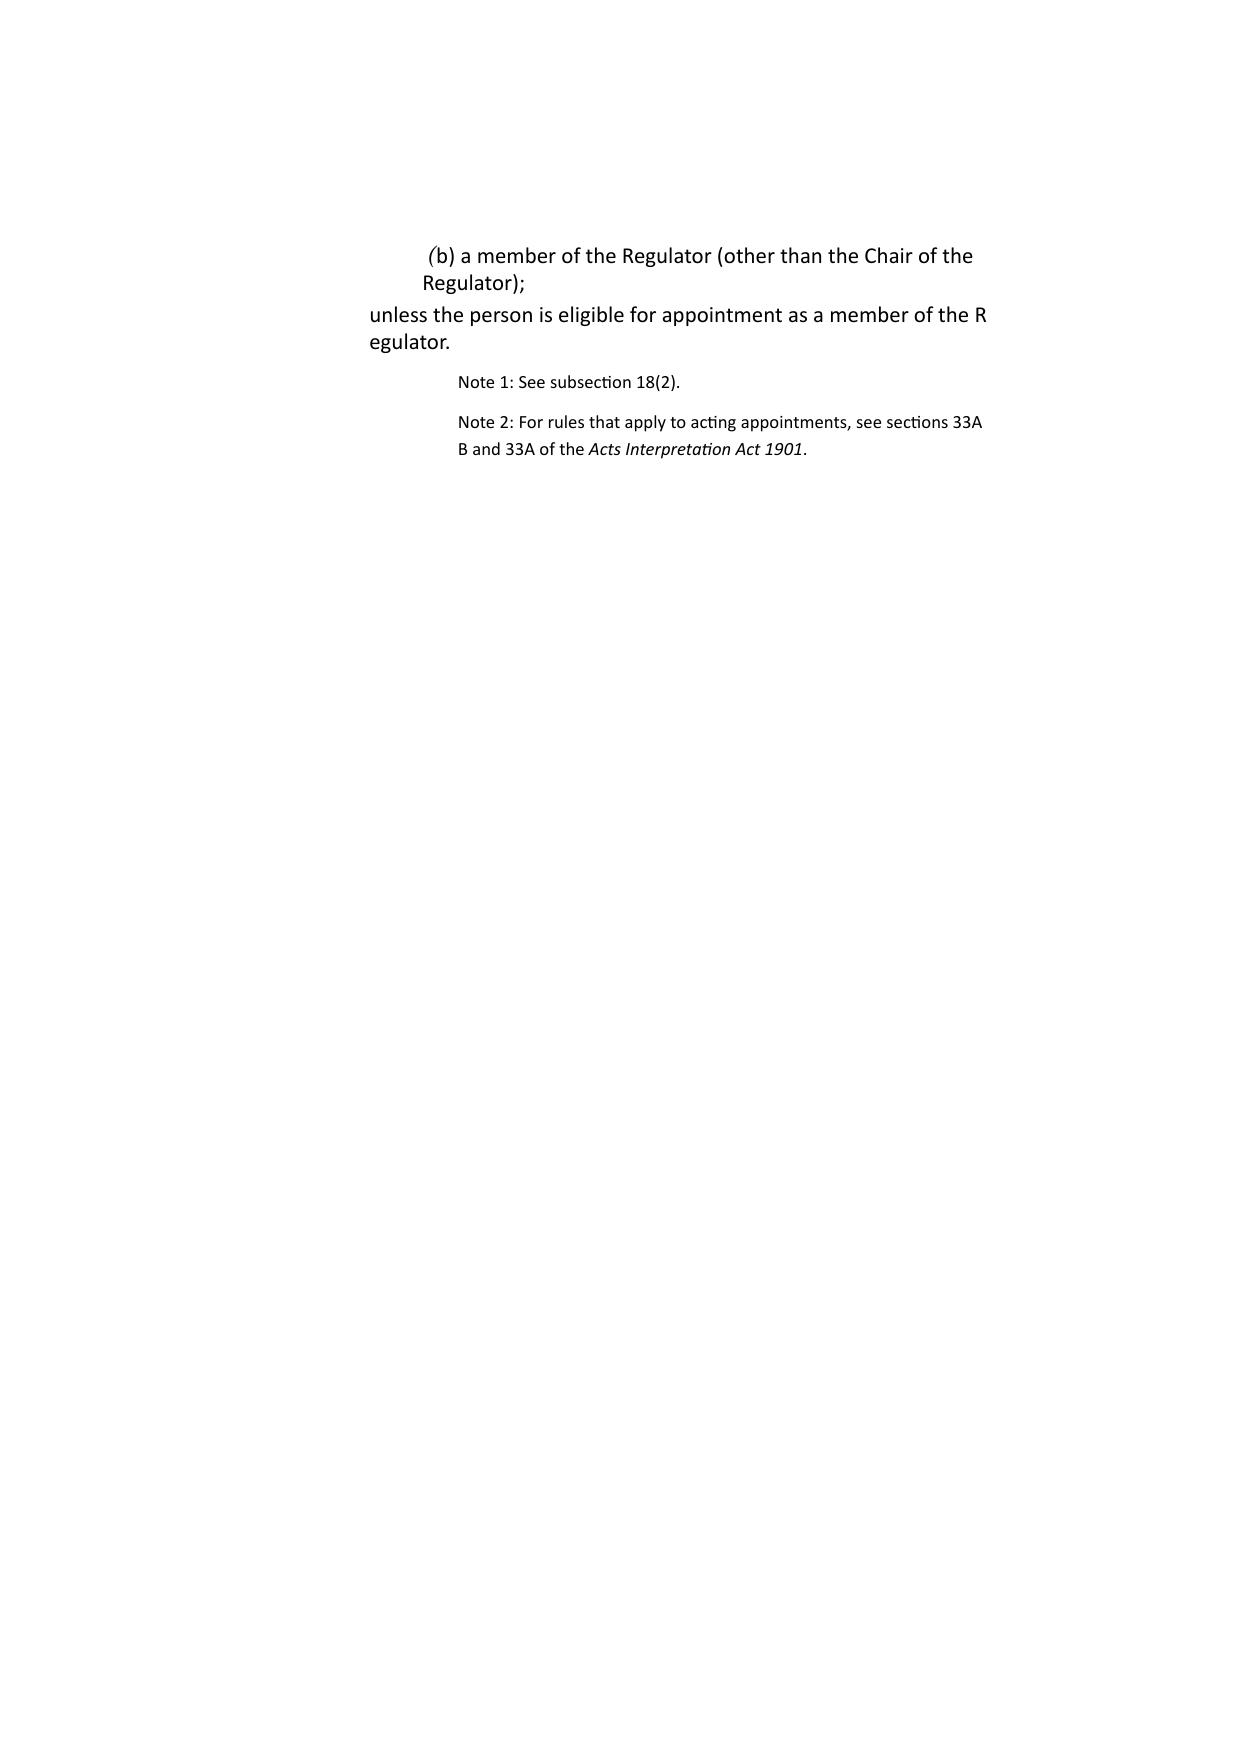 (b) a member of the Regulator (other than the Chair of the
Regulator);
unless the person is eligible for appointment as a member of the R
egulator.
Note 1: See subsection 18(2).
Note 2: For rules that apply to acting appointments, see sections 33A
B and 33A of the Acts Interpretation Act 1901.